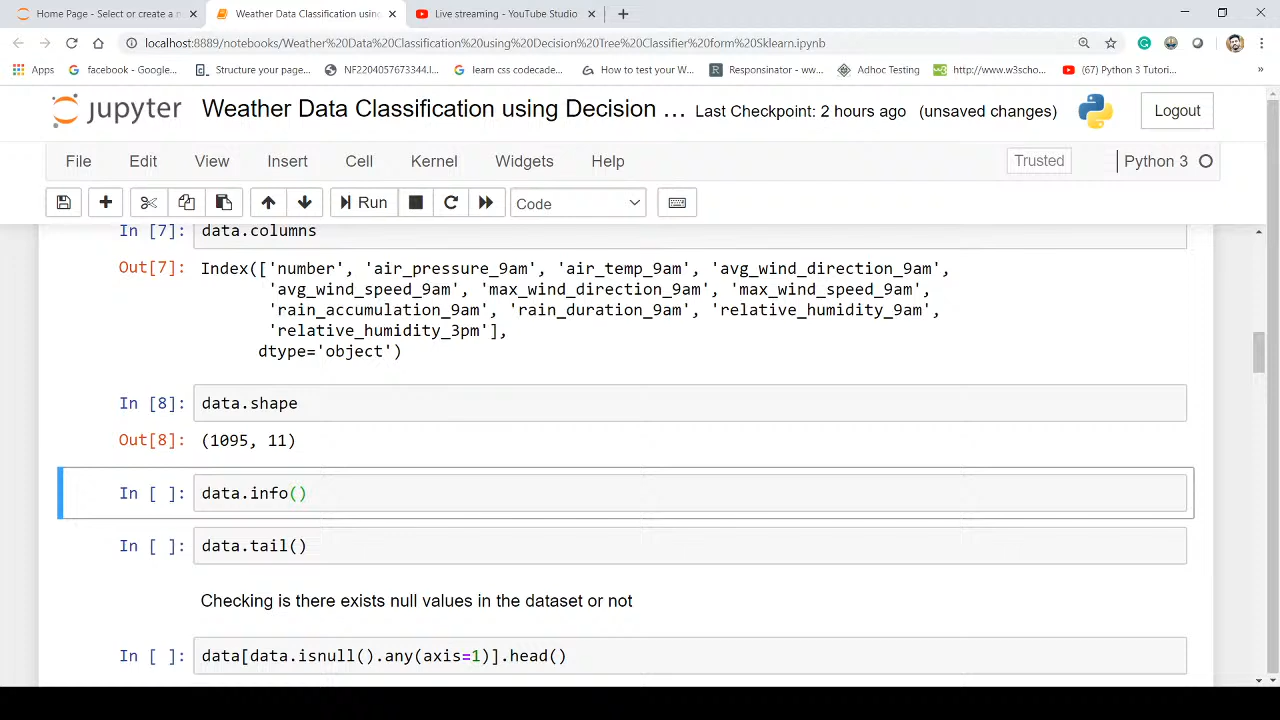 Home Page - Select or create a n
Weather Data Classification using
Live streaming - YouTube Studio
localhost:8889/notebooks/Weather%20Data%20Classification%20using%20Decision%20Tree%20Classifier%20form%20Sklearn.ipynb
Apps
facebook - Google...
Structure your page...
NF2204057673344.I...
learn css codecade...
How to test your W...
Responsinator - ww...
Adhoc Testing
http://www.w3scho...
(67) Python 3 Tutori...
»
jupyter
Weather Data Classification using Decision ...
Last Checkpoint: 2 hours ago
(unsaved changes)
Logout
File
Edit
View
Insert
Cell
Kernel
Widgets
Help
Trusted
Python 3
Run
Code
In [7]: data.columns
Out[7]: Index(['number', 'air_pressure_9am', 'air_temp_9am', 'avg_wind_direction_9am',
'avg_wind_speed_9am', 'max_wind_direction_9am', 'max_wind_speed_9am',
'rain_accumulation_9am', 'rain_duration_9am', 'relative_humidity_9am',
'relative_humidity_3pm'],
dtype='object')
In [8]: data.shape
Out[8]: (1095, 11)
In [ ]: data.info()
In [ ]: data.tail()
Checking is there exists null values in the dataset or not
In [ ]: data[data.isnull().any(axis=1)].head()